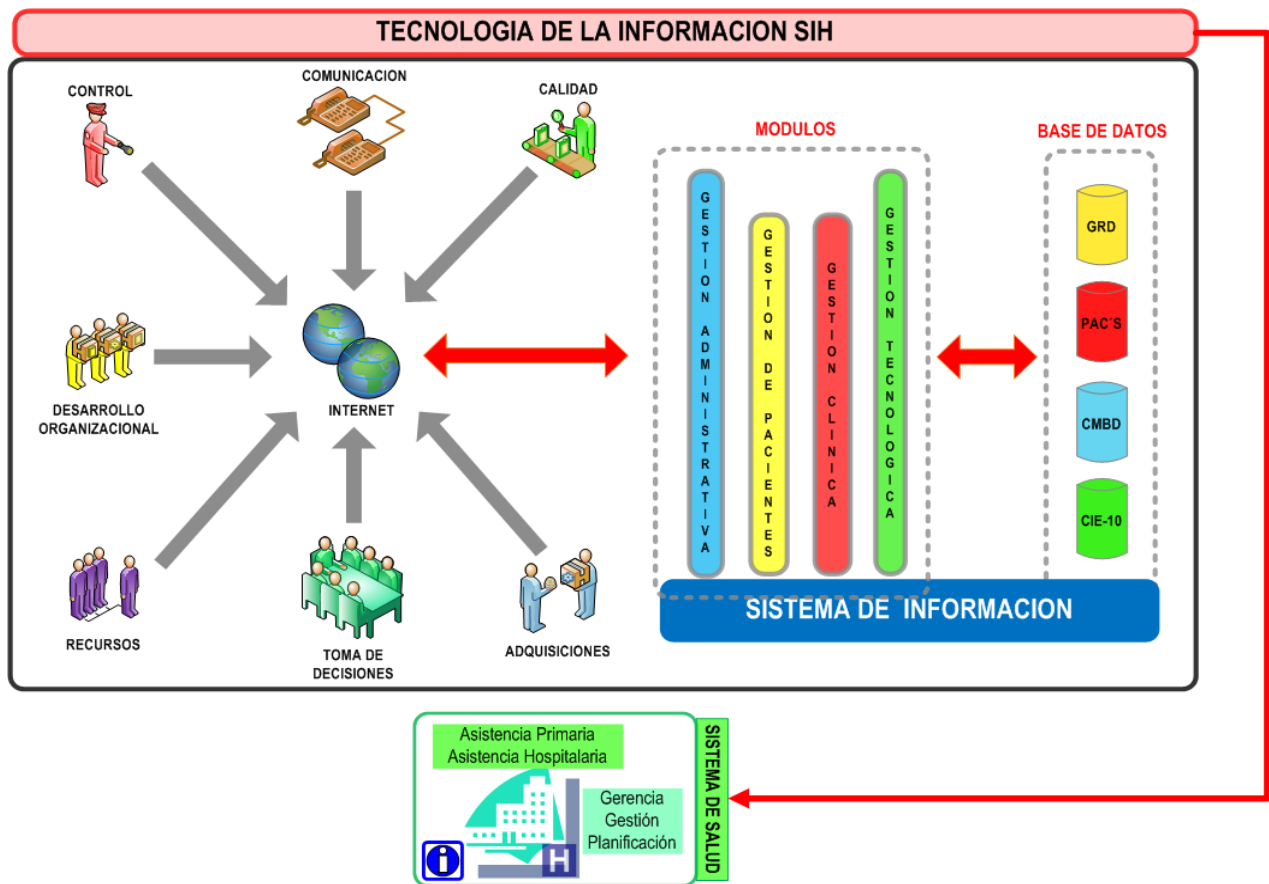 TECNOLOGIA DE LA INFORMACION SIH
CONTROL
COMUNICACION
CALIDAD
DESARROLLO
ORGANIZACIONAL
INTERNET
RECURSOS
TOMA DE
DECISIONES
ADQUISICIONES
MODULOS
GESTION ADMINISTRATIVA
GESTION DE PACIENTES
GESTION CLINICA
GESTION TECNOLOGICA
BASE DE DATOS
GRD
PAC´S
CMBD
CIE-10
SISTEMA DE INFORMACION
Asistencia Primaria
Asistencia Hospitalaria
Gerencia
Gestión
Planificación
i
H
SISTEMA DE SALUD